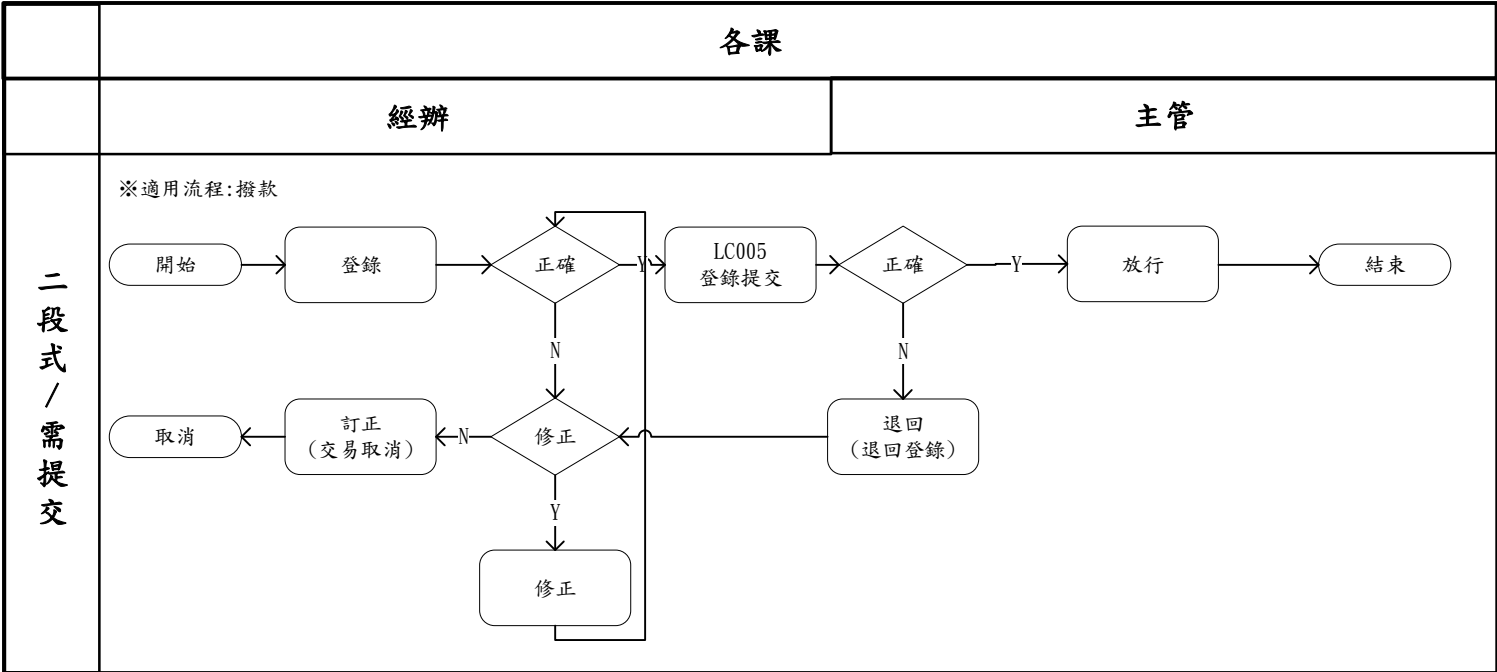 各課
經辦
主管
二段式/需提交
※適用流程:撥款
開始
登錄
正確
Y
LC005
登錄提交
正確
Y
放行
結束
N
N
取消
訂正
(交易取消)
N
修正
退回
(退回登錄)
Y
修正